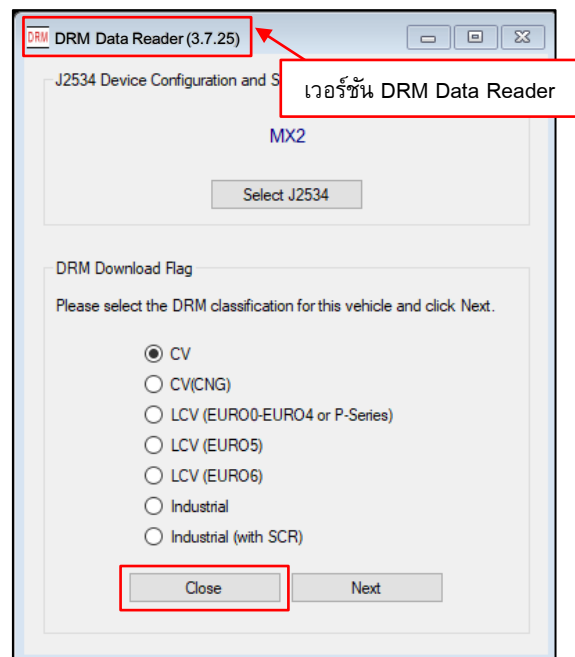 DRM DRM Data Reader (3.7.25)
J2534 Device Configuration and S
เวอร์ชัน DRM Data Reader
MX2
Select J2534
DRM Download Flag
Please select the DRM classification for this vehicle and click Next.
CV
CV(CNG)
LCV (EURO0-EURO4 or P-Series)
LCV (EURO5)
LCV (EURO6)
Industrial
Industrial (with SCR)
Close Next